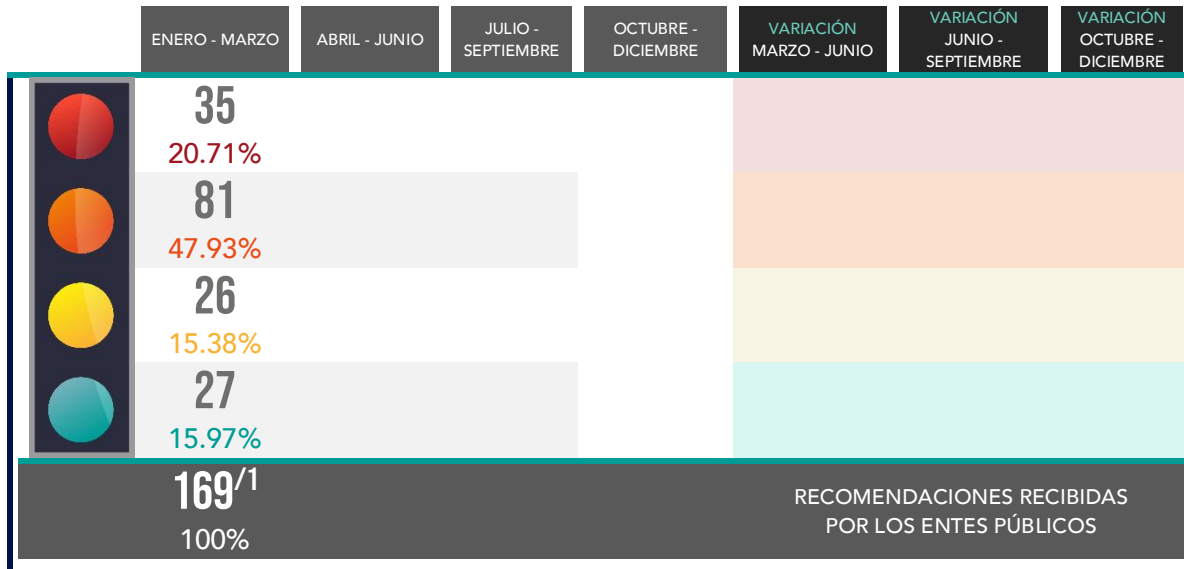 ENERO - MARZO
ABRIL - JUNIO
JULIO -
SEPTIEMBRE
OCTUBRE -
DICIEMBRE
VARIACIÓN
MARZO - JUNIO
VARIACIÓN
JUNIO -
SEPTIEMBRE
VARIACIÓN
OCTUBRE -
DICIEMBRE
35
20.71%
81
47.93%
26
15.38%
27
15.97%
169/1
100%
RECOMENDACIONES RECIBIDAS
POR LOS ENTES PÚBLICOS